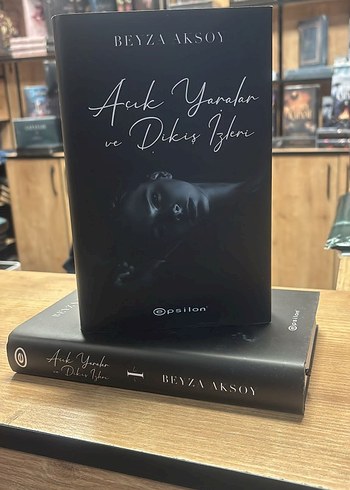 BEYZA AKSOY
Açık Yaralar
ve Dikiş İzleri
epsilon
epsilon
Açık Yaralar
ve Dikiş İzleri
I
BEYZA AKSOY